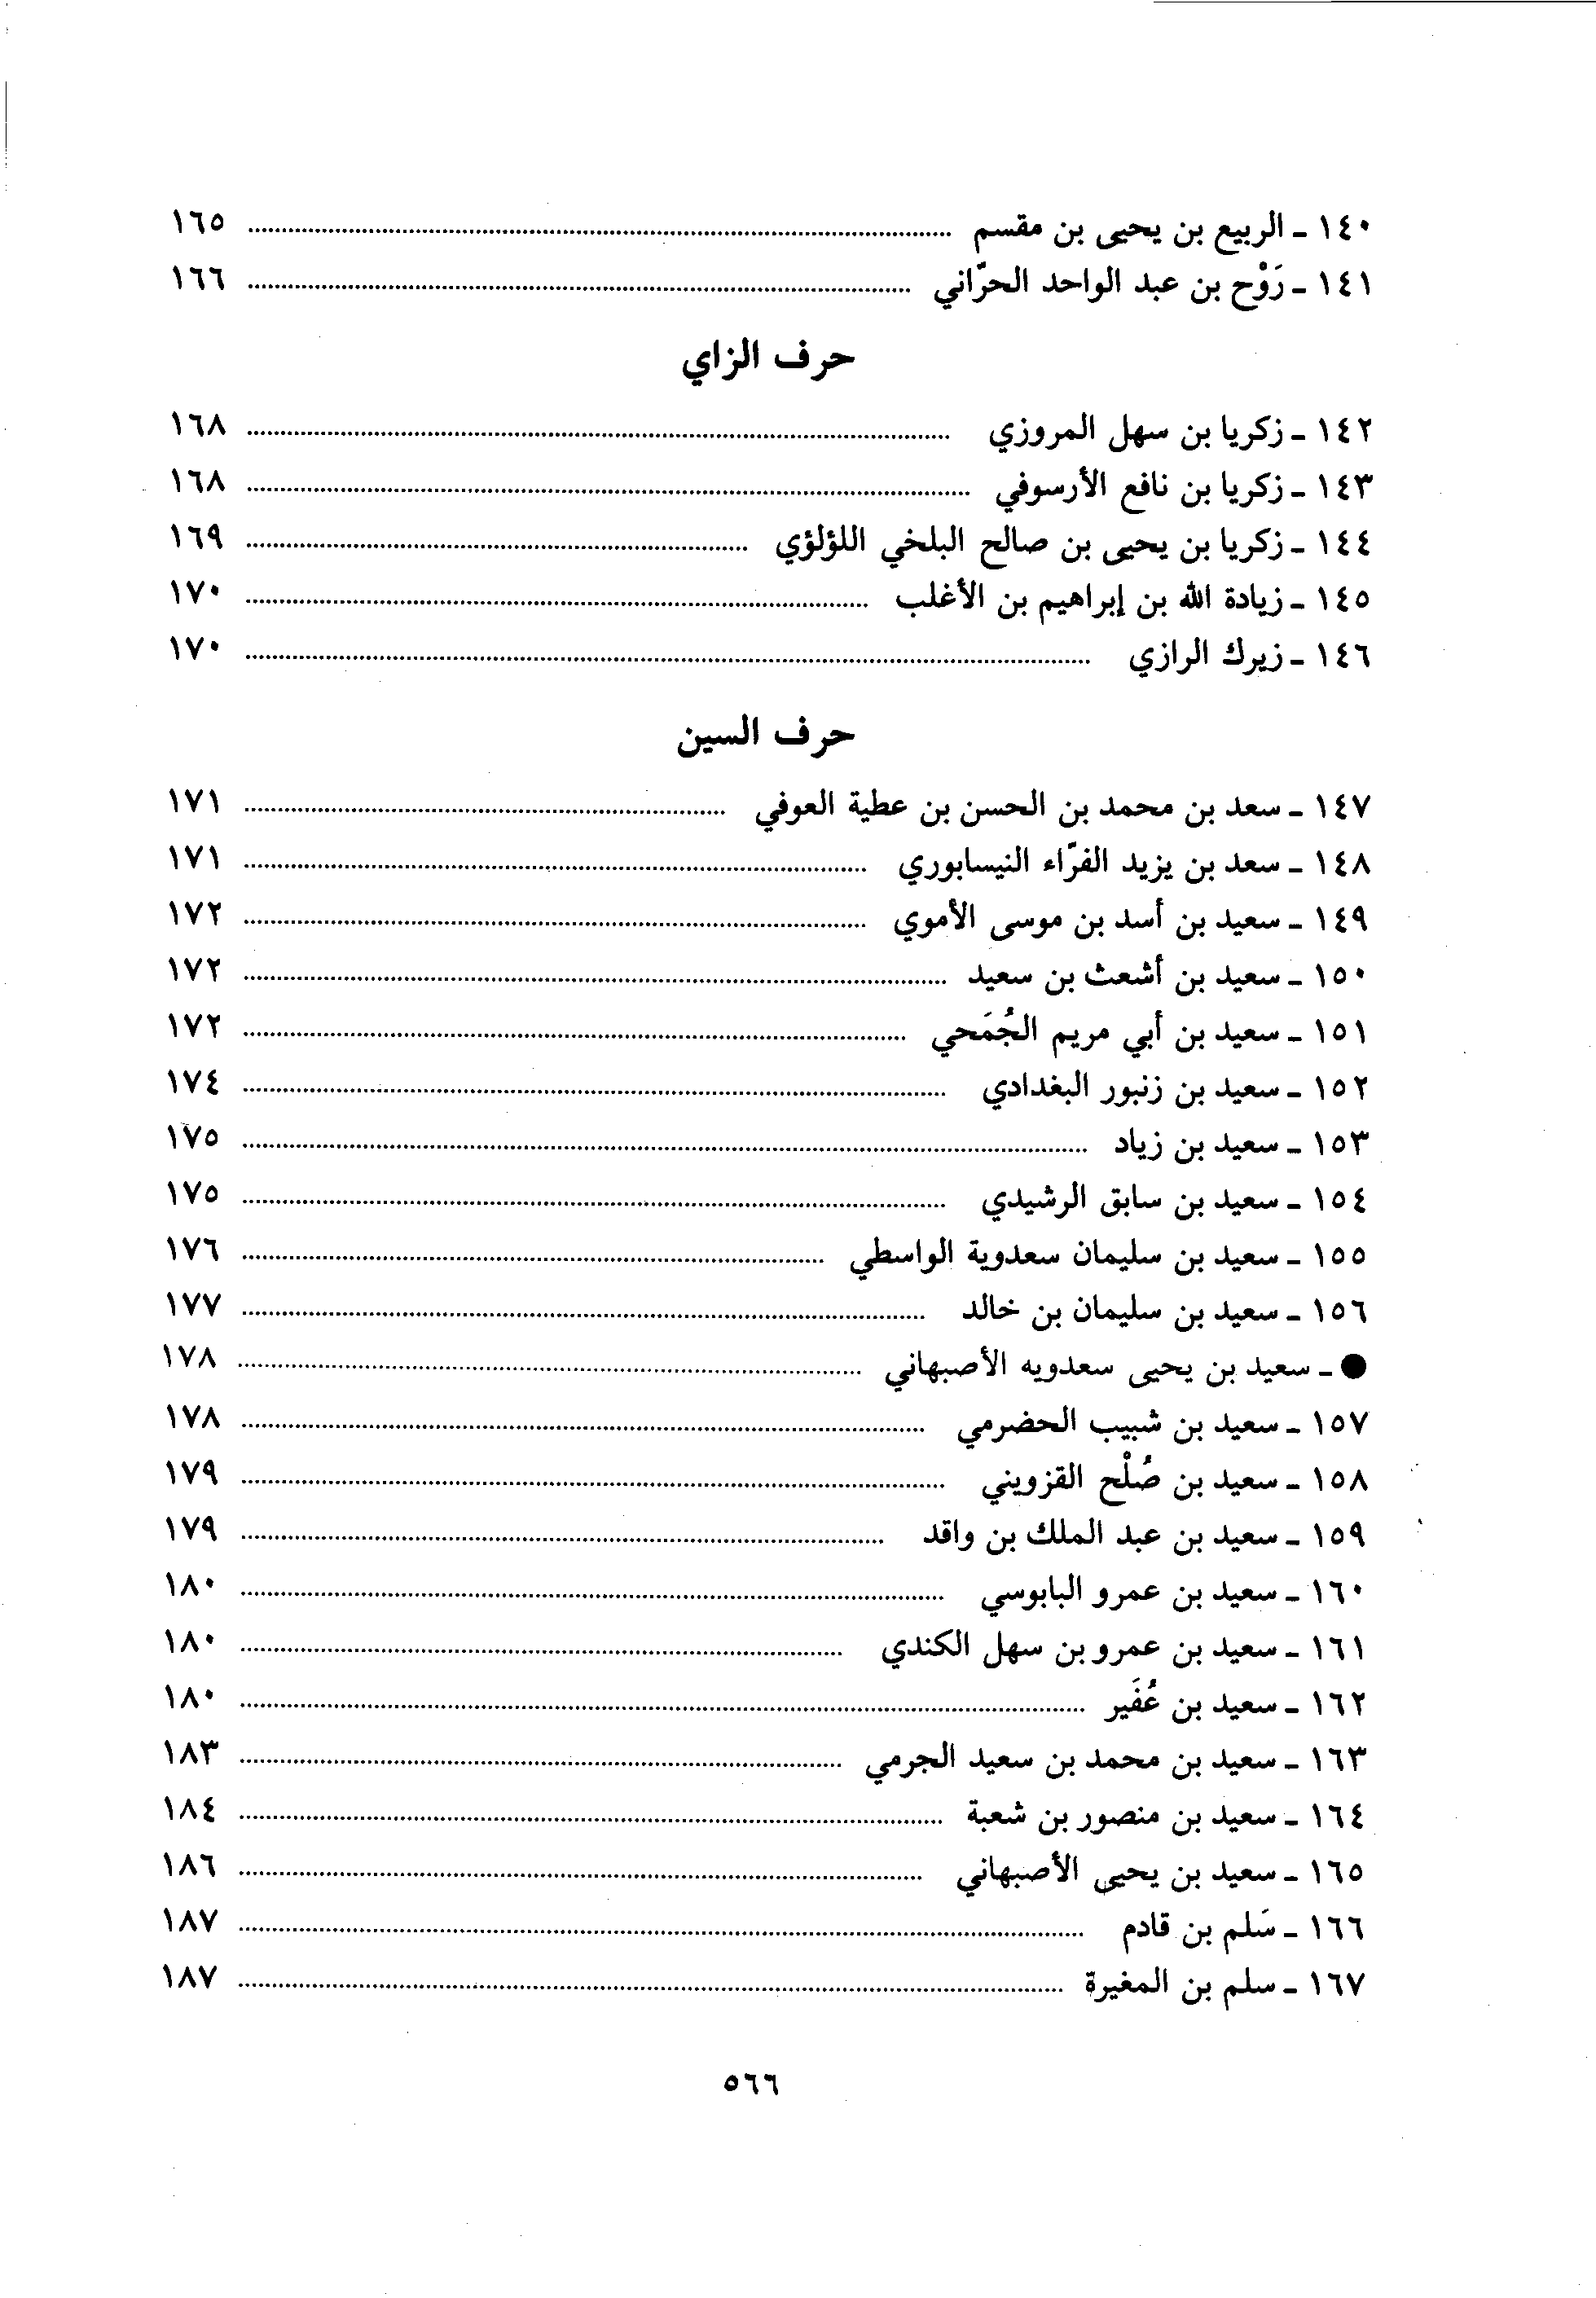 ١٤٠ ـ الربيع بن يحيى بن مقسم ........ ١٦٥
١٤١ ـ رَوْح بن عبد الواحد الحرّاني ........ ١٦٦
حرف الزاي
١٤٢ ـ زكريا بن سهل المروزي ........ ١٦٨
١٤٣ ـ زكريا بن نافع الأرسوفي ........ ١٦٨
١٤٤ ـ زكريا بن يحيى بن صالح البلخي اللؤلؤي ........ ١٦٩
١٤٥ ـ زيادة الله بن إبراهيم بن الأغلب ........ ١٧٠
١٤٦ ـ زيرك الرازي ........ ١٧٠
حرف السين
١٤٧ ـ سعد بن محمد بن الحسن بن عطية العوفي ........ ١٧١
١٤٨ ـ سعد بن يزيد الفرّاء النيسابوري ........ ١٧١
١٤٩ ـ سعيد بن أسد بن موسى الأموي ........ ١٧٢
١٥٠ ـ سعيد بن أشعث بن سعيد ........ ١٧٢
١٥١ ـ سعيد بن أبي مريم الجُمَحي ........ ١٧٢
١٥٢ ـ سعيد بن زنبور البغدادي ........ ١٧٤
١٥٣ ـ سعيد بن زياد ........ ١٧٥
١٥٤ ـ سعيد بن سابق الرشيدي ........ ١٧٥
١٥٥ ـ سعيد بن سليمان سعدوية الواسطي ........ ١٧٦
١٥٦ ـ سعيد بن سليمان بن خالد ........ ١٧٧
● ـ سعيد بن يحيى سعدويه الأصبهاني ........ ١٧٨
١٥٧ ـ سعيد بن شبيب الحضرمي ........ ١٧٨
١٥٨ ـ سعيد بن صُلْح القزويني ........ ١٧٩
١٥٩ ـ سعيد بن عبد الملك بن واقد ........ ١٧٩
١٦٠ ـ سعيد بن عمرو البابوسي ........ ١٨٠
١٦١ ـ سعيد بن عمرو بن سهل الكندي ........ ١٨٠
١٦٢ ـ سعيد بن عُفَير ........ ١٨٠
١٦٣ ـ سعيد بن محمد بن سعيد الجرمي ........ ١٨٣
١٦٤ ـ سعيد بن منصور بن شعبة ........ ١٨٤
١٦٥ ـ سعيد بن يحيى الأصبهاني ........ ١٨٦
١٦٦ ـ سَلم بن قادم ........ ١٨٧
١٦٧ ـ سلم بن المغيرة ........ ١٨٧
٥٦٦